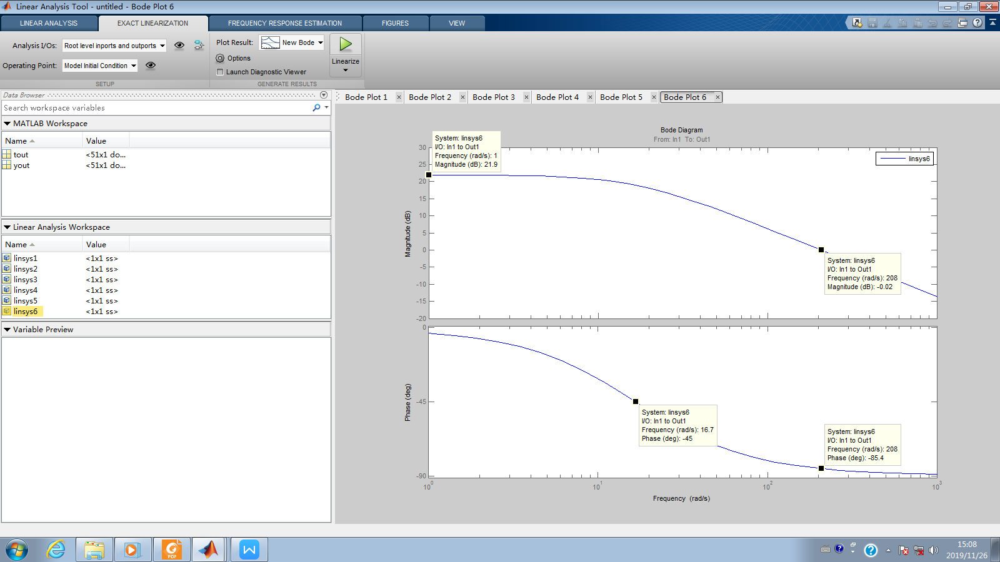 Linear Analysis Tool - untitled - Bode Plot 6
LINEAR ANALYSIS
EXACT LINEARIZATION
FREQUENCY RESPONSE ESTIMATION
FIGURES
VIEW
Analysis I/Os:
Root level inports and outports
Operating Point:
Model Initial Condition
SETUP
Plot Result:
New Bode
Options
Launch Diagnostic Viewer
GENERATE RESULTS
Linearize
Data Browser
Search workspace variables
MATLAB Workspace
Name
Value
tout
<51x1 do...
yout
<51x1 do...
Linear Analysis Workspace
Name
Value
linsys1
<1x1 ss>
linsys2
<1x1 ss>
linsys3
<1x1 ss>
linsys4
<1x1 ss>
linsys5
<1x1 ss>
linsys6
<1x1 ss>
Variable Preview
Bode Plot 1
Bode Plot 2
Bode Plot 3
Bode Plot 4
Bode Plot 5
Bode Plot 6
Bode Diagram
From: In1 To: Out1
System: linsys6
I/O: In1 to Out1
Frequency (rad/s): 1
Magnitude (dB): 21.9
linsys6
30
25
20
15
10
5
0
-5
-10
-15
-20
Magnitude (dB)
System: linsys6
I/O: In1 to Out1
Frequency (rad/s): 208
Magnitude (dB): -0.02
0
-45
-90
Phase (deg)
System: linsys6
I/O: In1 to Out1
Frequency (rad/s): 16.7
Phase (deg): -45
System: linsys6
I/O: In1 to Out1
Frequency (rad/s): 208
Phase (deg): -85.4
10^0
10^1
10^2
10^3
Frequency (rad/s)
PDF
W
15:08
2019/11/26